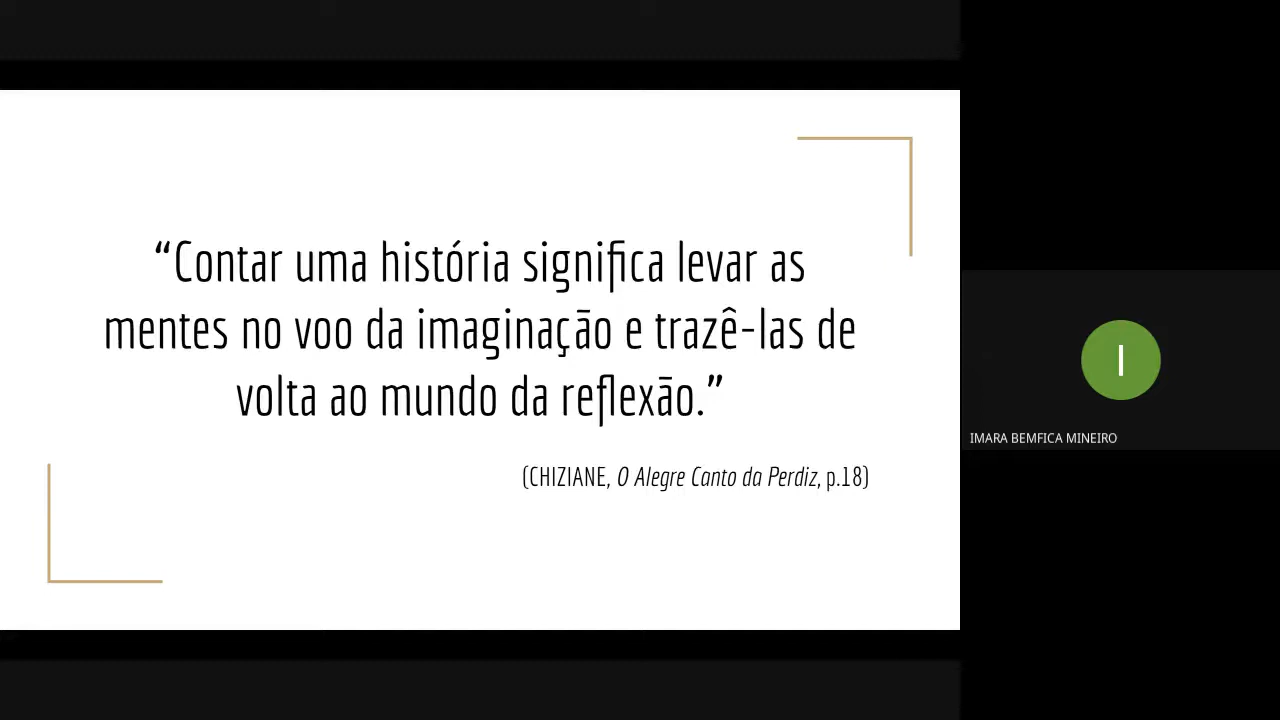 “Contar uma história significa levar as
mentes no voo da imaginação e trazê-las de
volta ao mundo da reflexão.”
(CHIZIANE, O Alegre Canto da Perdiz, p.18)
I
IMARA BEMFICA MINEIRO